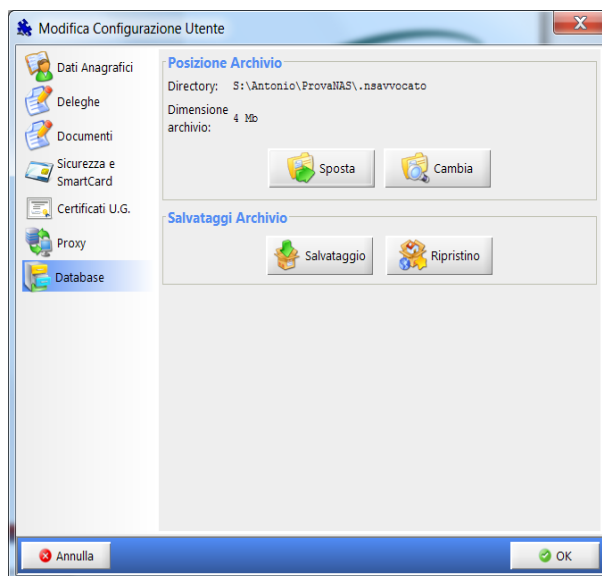 Modifica Configurazione Utente
X
Dati Anagrafici
Deleghe
Documenti
Sicurezza e
SmartCard
Certificati U.G.
Proxy
Database
Posizione Archivio
Directory: S:\Antonio\ProvaNAS\.nsavvocato
Dimensione
archivio: 4 Mb
Sposta
Cambia
Salvataggi Archivio
Salvataggio
Ripristino
Annulla
OK